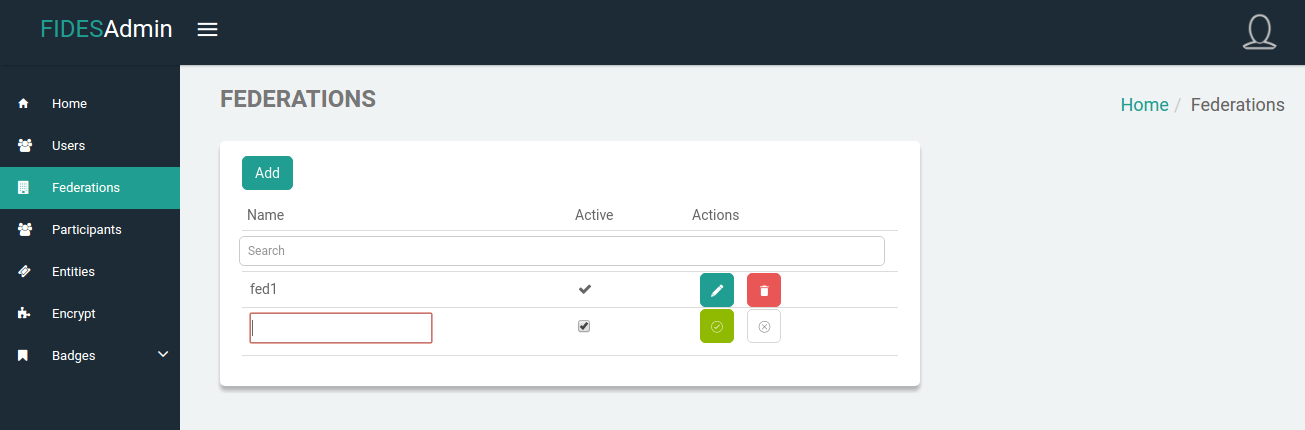 FIDESAdmin
Home
Users
Federations
Participants
Entities
Encrypt
Badges
FEDERATIONS
Home / Federations
Add
Name Active Actions
Search
fed1